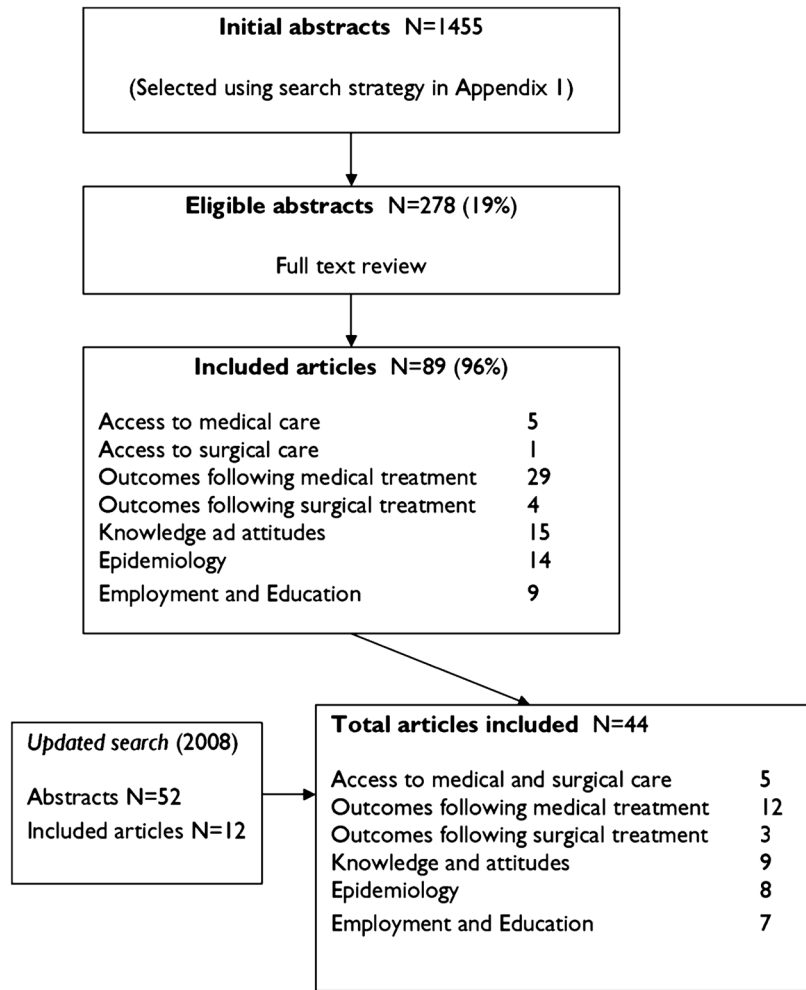 Initial abstracts N=1455
(Selected using search strategy in Appendix 1)
Eligible abstracts N=278 (19%)
Full text review
Included articles N=89 (96%)
Access to medical care 5
Access to surgical care 1
Outcomes following medical treatment 29
Outcomes following surgical treatment 4
Knowledge ad attitudes 15
Epidemiology 14
Employment and Education 9
Updated search (2008)
Abstracts N=52
Included articles N=12
Total articles included N=44
Access to medical and surgical care 5
Outcomes following medical treatment 12
Outcomes following surgical treatment 3
Knowledge and attitudes 9
Epidemiology 8
Employment and Education 7